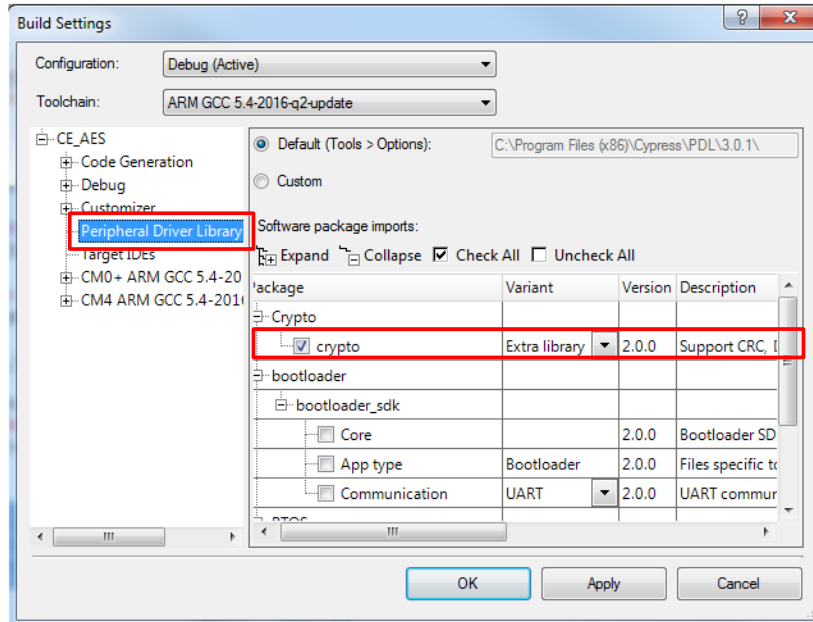 Build Settings
Configuration: Debug (Active)
Toolchain: ARM GCC 5.4-2016-q2-update
CE_AES
Code Generation
Debug
Customizer
Peripheral Driver Library
Target IDEs
CM0+ ARM GCC 5.4-20
CM4 ARM GCC 5.4-201
Default (Tools > Options): C:\Program Files (x86)\Cypress\PDL\3.0.1\
Custom
Software package imports:
Expand Collapse Check All Uncheck All
Package Variant Version Description
Crypto
crypto Extra library 2.0.0 Support CRC,
bootloader
bootloader_sdk
Core 2.0.0 Bootloader SD
App type Bootloader 2.0.0 Files specific to
Communication UART 2.0.0 UART commur
RTOS
OK Apply Cancel